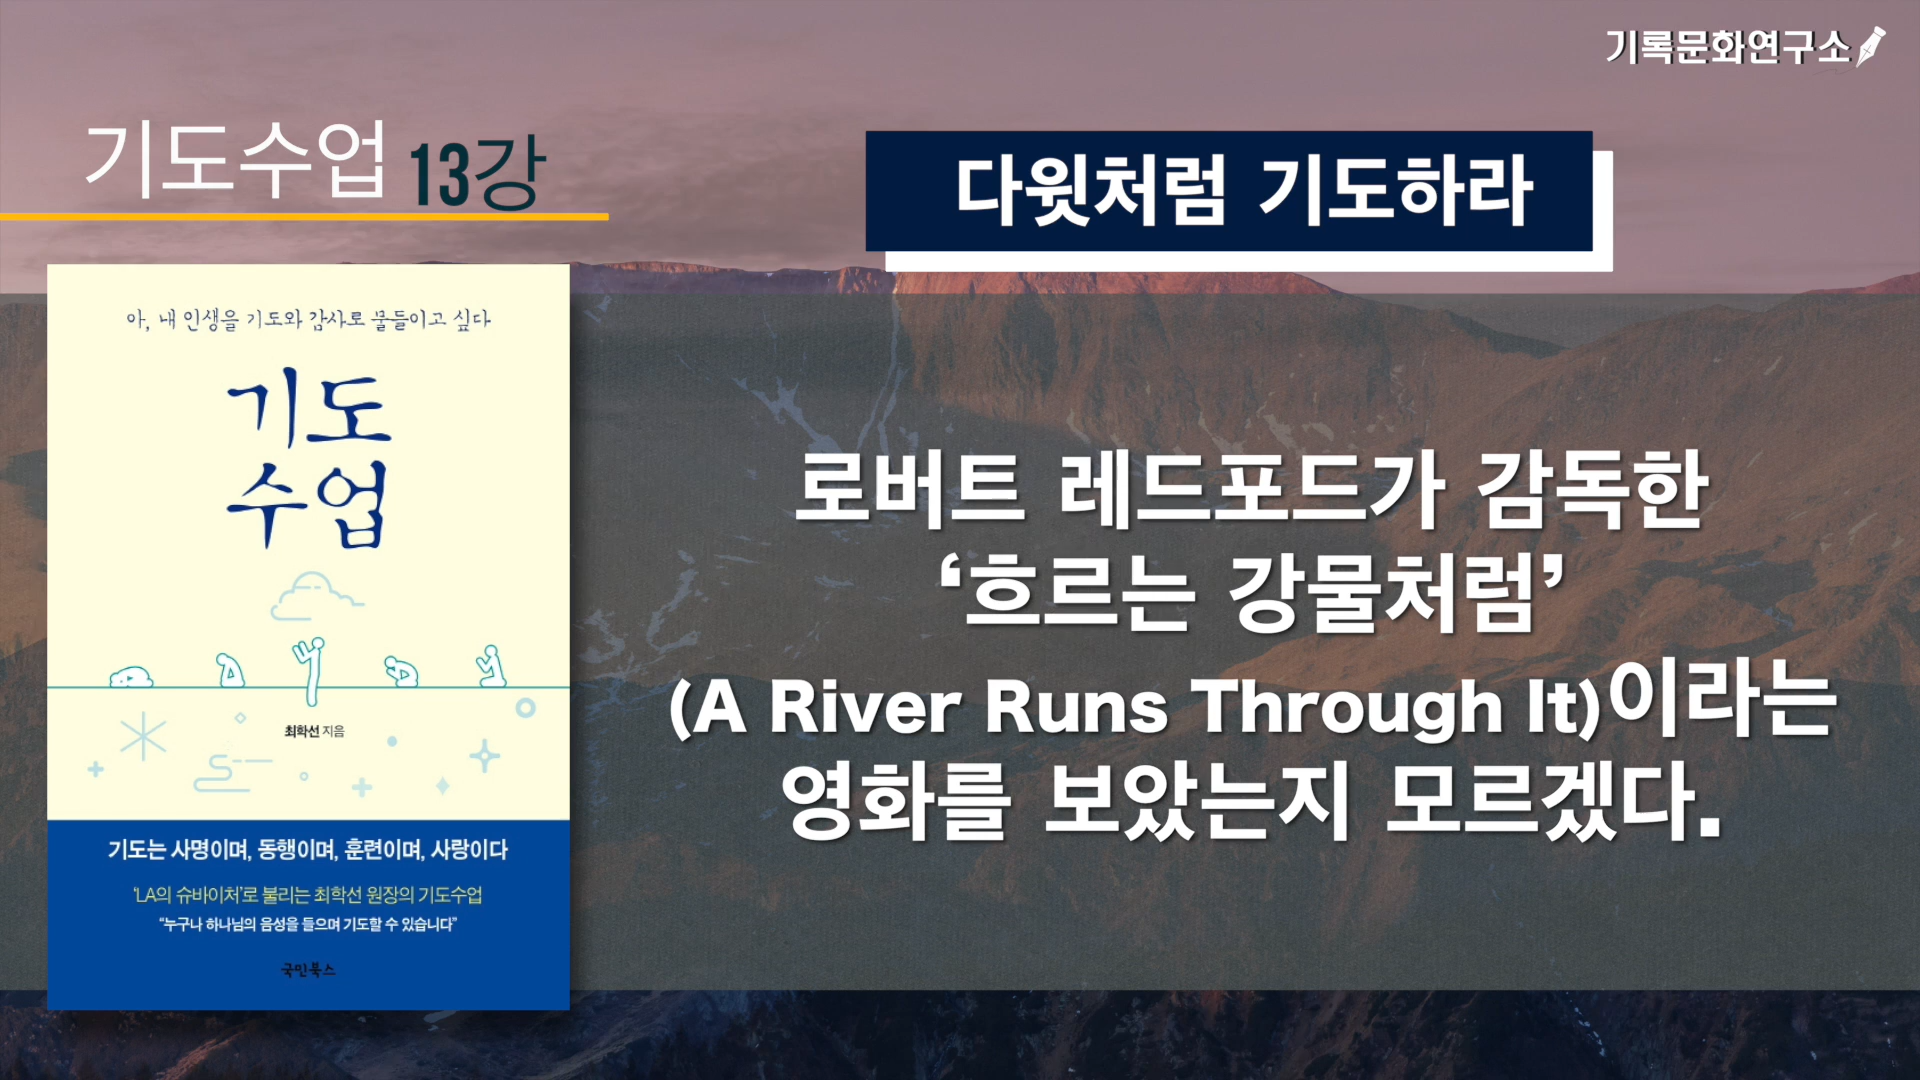 기록문화연구소
기도수업 13강
다윗처럼 기도하라
아, 내 인생을 기도와 감사로 물들이고 싶다
기도
수업
최학선 지음
기도는 사명이며, 동행이며, 훈련이며, 사랑이다
‘LA의 슈바이처’로 불리는 최학선 원장의 기도수업
“누구나 하나님의 음성을 들으며 기도할 수 있습니다”
국민북스
로버트 레드포드가 감독한
‘흐르는 강물처럼’
(A River Runs Through It)이라는
영화를 보았는지 모르겠다.